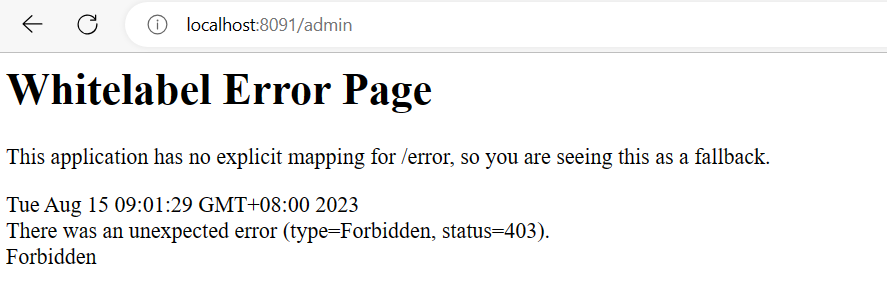 localhost:8091/admin
Whitelabel Error Page
This application has no explicit mapping for /error, so you are seeing this as a fallback.
Tue Aug 15 09:01:29 GMT+08:00 2023
There was an unexpected error (type=Forbidden, status=403).
Forbidden